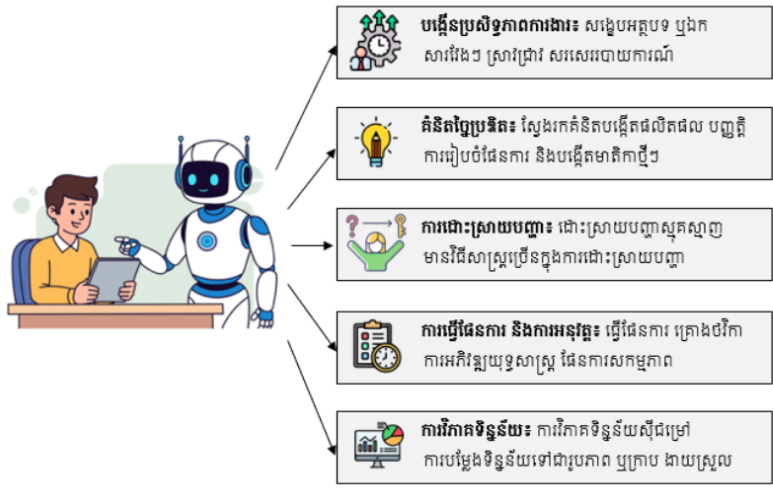 បង្កើនប្រសិទ្ធភាពការងារ៖ សង្ខេបអត្ថបទ ឬឯក
សារវែងៗ ស្រាវជ្រាវ សរសេររបាយការណ៍
គំនិតច្នៃប្រឌិត៖ ស្វែងរកគំនិតបង្កើតផលិតផល បញ្ញត្តិ
ការរៀបចំផែនការ និងបង្កើតមាតិកាថ្មីៗ
ការដោះស្រាយបញ្ហា៖ ដោះស្រាយបញ្ហាស្មុគស្មាញ
មានវិធីសាស្ត្រច្រើនក្នុងការដោះស្រាយបញ្ហា
ការធ្វើផែនការ និងការអនុវត្ត៖ ធ្វើផែនការ គ្រោងថវិកា
ការអភិវឌ្ឍយុទ្ធសាស្ត្រ ផែនការសកម្មភាព
ការវិភាគទិន្នន័យ៖ ការវិភាគទិន្នន័យស៊ីជម្រៅ
ការបម្លែងទិន្នន័យទៅជារូបភាព ឬក្រាប ងាយស្រួល